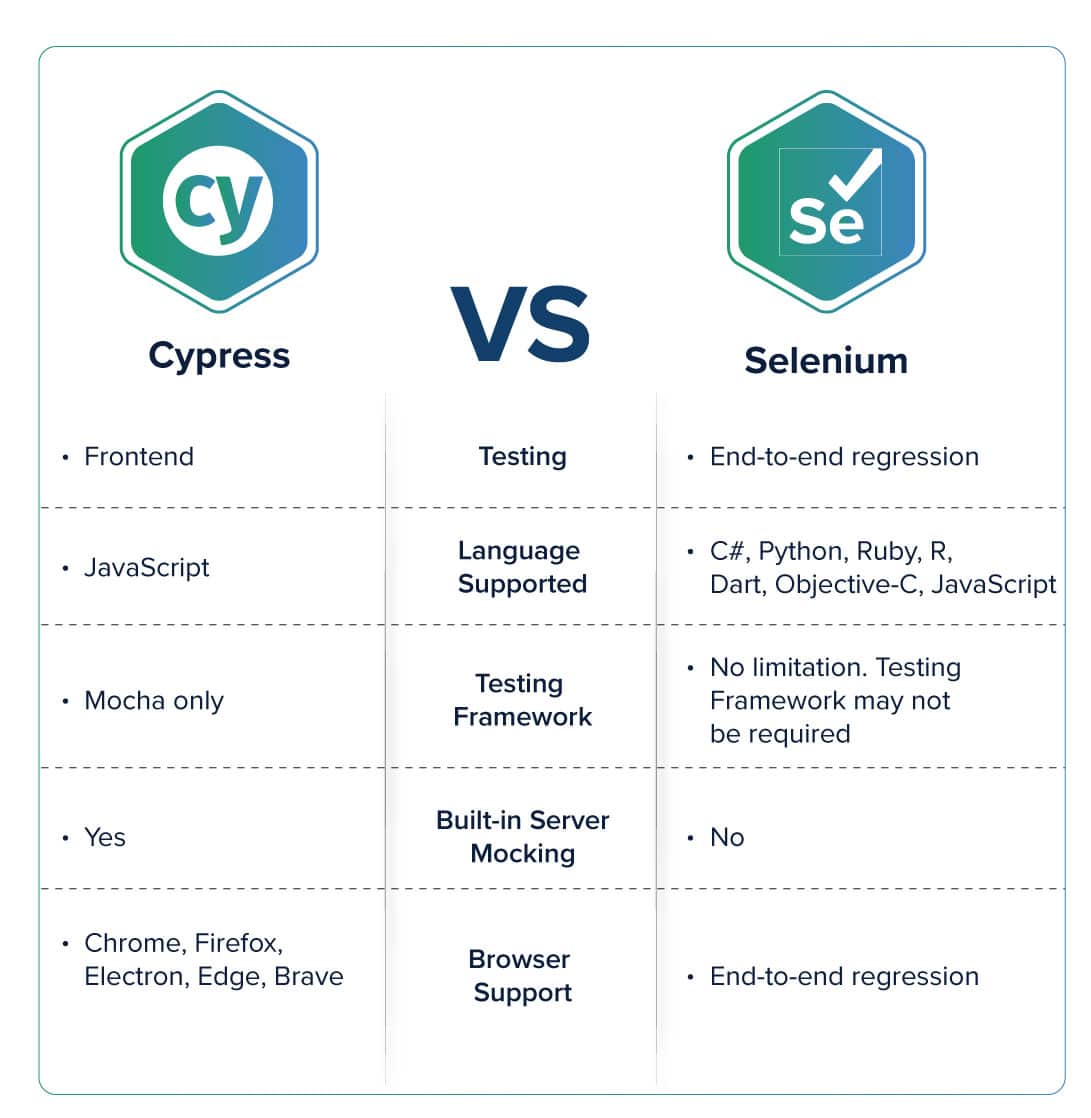 cy
Se
VS
Cypress
Selenium
• Frontend
Testing
• End-to-end regression
• JavaScript
Language
Supported
• C#, Python, Ruby, R,
Dart, Objective-C, JavaScript
• Mocha only
Testing
Framework
• No limitation. Testing
Framework may not
be required
• Yes
Built-in Server
Mocking
• No
• Chrome, Firefox,
Electron, Edge, Brave
Browser
Support
• End-to-end regression